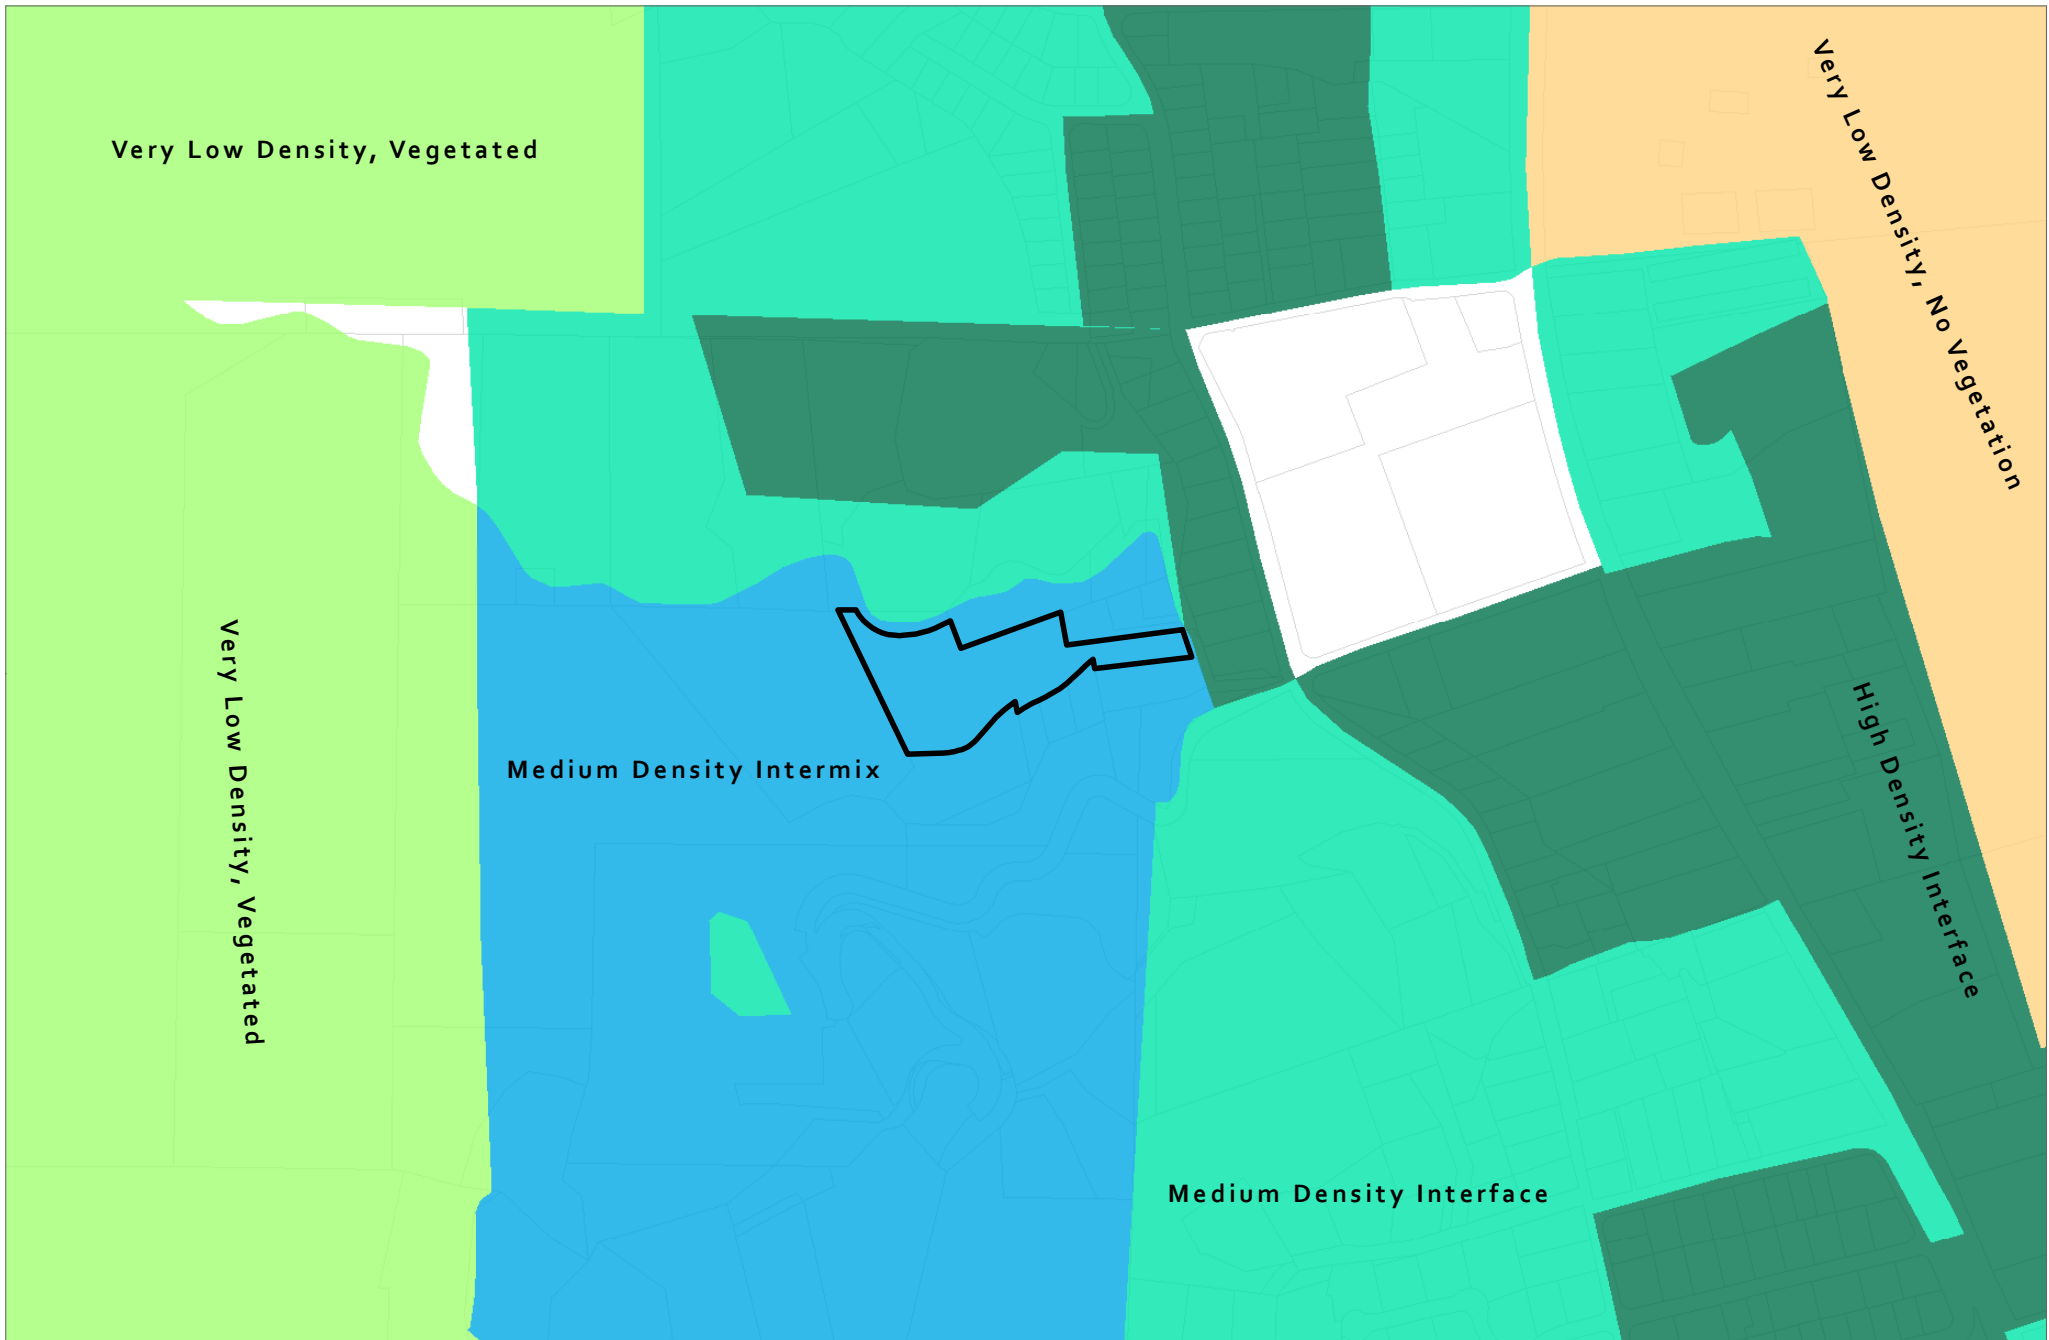 Very Low Density, Vegetated
Very Low Density, No Vegetation
Very Low Density, Vegetated
Medium Density Intermix
High Density Interface
Medium Density Interface